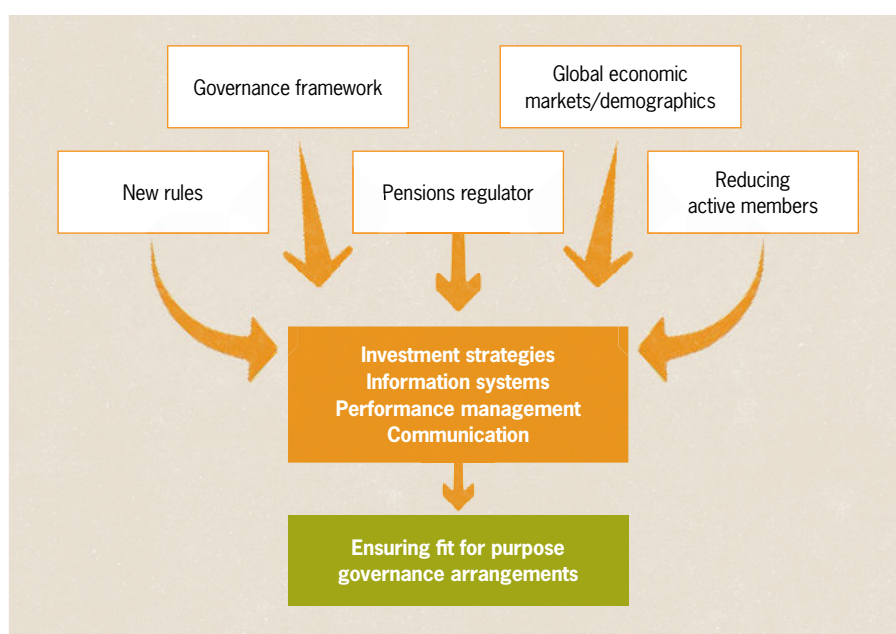 Governance framework
Global economic
markets/demographics
New rules
Pensions regulator
Reducing
active members
Investment strategies
Information systems
Performance management
Communication
Ensuring fit for purpose
governance arrangements